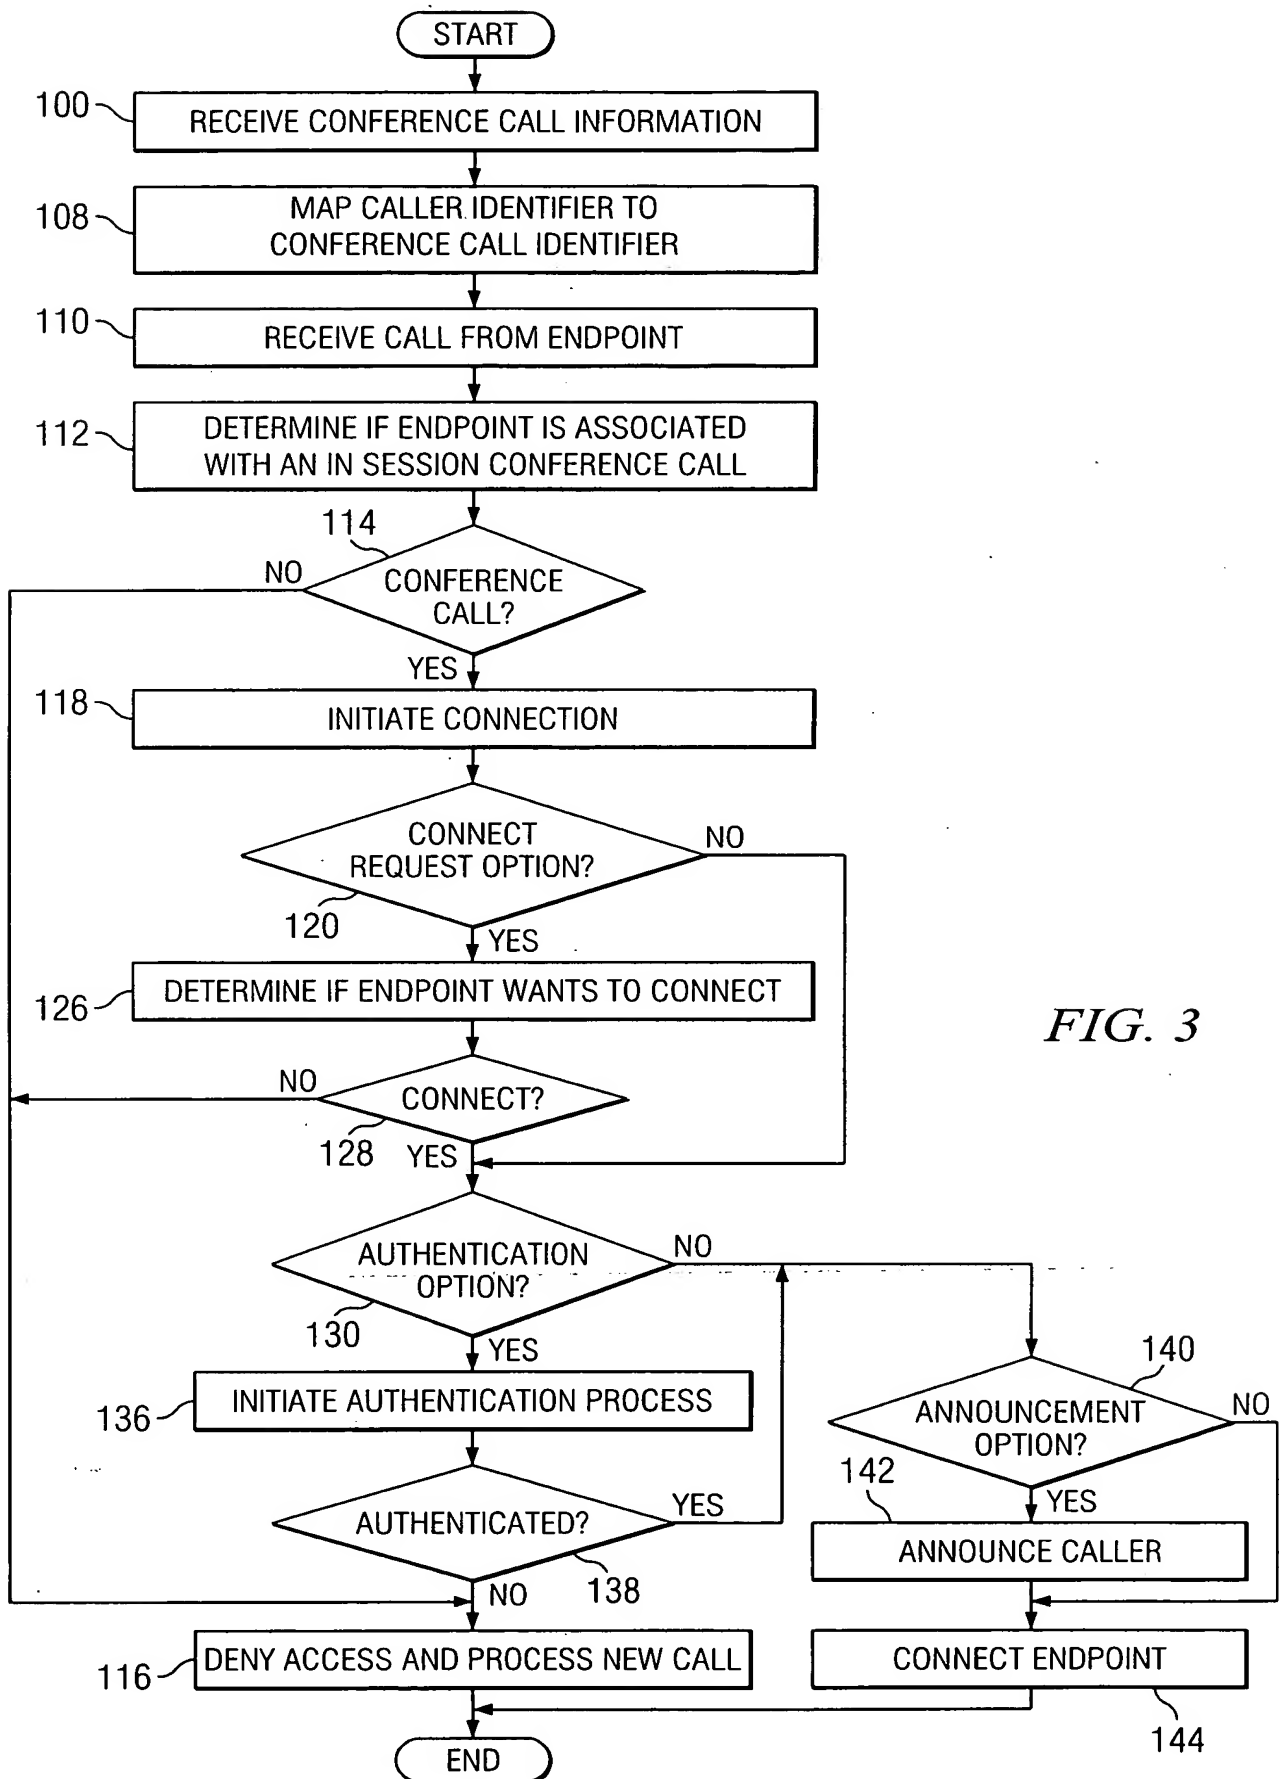 START
100
RECEIVE CONFERENCE CALL INFORMATION
108
MAP CALLER IDENTIFIER TO
CONFERENCE CALL IDENTIFIER
110
RECEIVE CALL FROM ENDPOINT
112
DETERMINE IF ENDPOINT IS ASSOCIATED
WITH AN IN SESSION CONFERENCE CALL
114
NO
CONFERENCE
CALL?
YES
118
INITIATE CONNECTION
CONNECT
REQUEST OPTION?
NO
120
YES
126
DETERMINE IF ENDPOINT WANTS TO CONNECT
FIG. 3
NO
CONNECT?
128
YES
AUTHENTICATION
OPTION?
NO
130
YES
140
136
INITIATE AUTHENTICATION PROCESS
ANNOUNCEMENT
OPTION?
NO
142
YES
AUTHENTICATED?
YES
ANNOUNCE CALLER
138
NO
116
DENY ACCESS AND PROCESS NEW CALL
CONNECT ENDPOINT
144
END